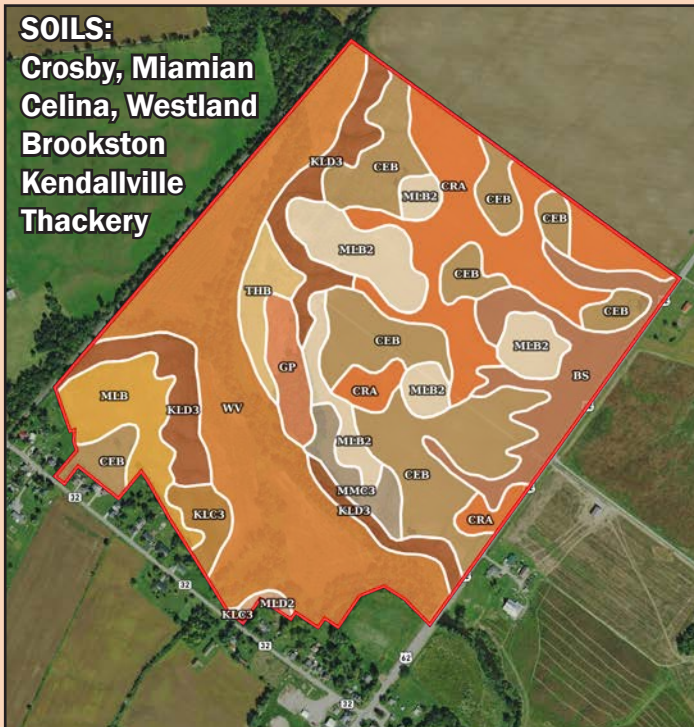 SOILS:
Crosby, Miamian
Celina, Westland
Brookston
Kendallville
Thackery
KLD3
CEB
CRA
MLB2
CEB
CEB
MLB2
CEB
THB
CEB
CEB
MLB2
GP
BS
CRA
MLB2
MLB
KLD3
WV
MLB2
CEB
CEB
MMC3
KLC3
KLD3
CRA
32
32
MLD2
KLC3
32
62
32